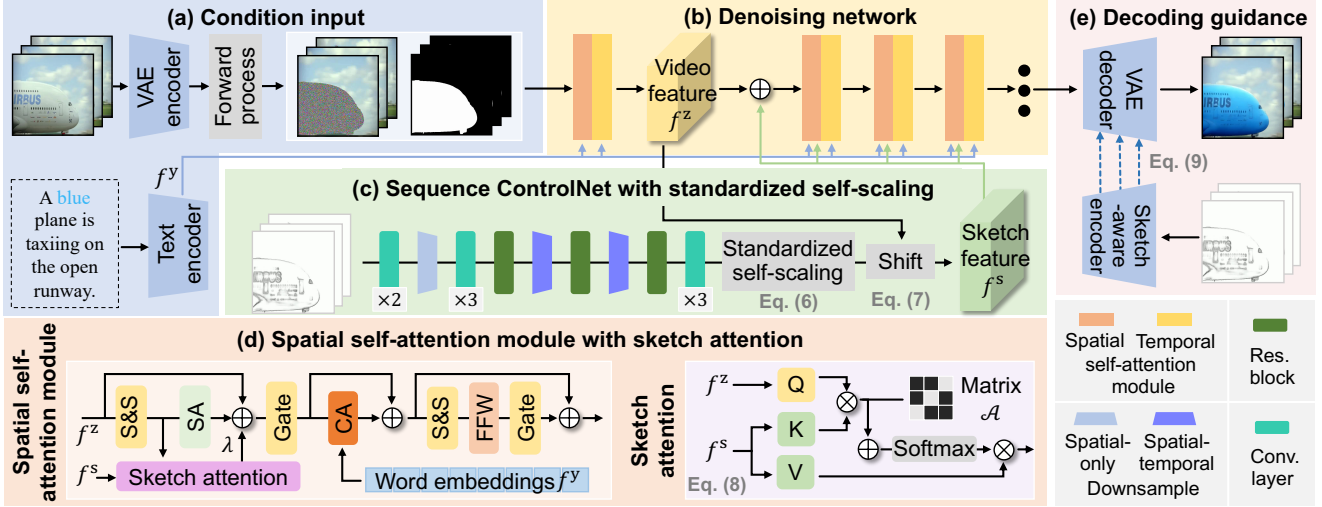 (a) Condition input
IRBUS
VAE
encoder
Forward
process
A blue
plane is
taxiing on
the open
runway.
Text
encoder
f^y
(b) Denoising network
Video
feature
f^z
(c) Sequence ControlNet with standardized self-scaling
×2
×3
×3
Standardized
self-scaling
Eq. (6)
Shift
Eq. (7)
Sketch
feature
f^s
(e) Decoding guidance
VAE
decoder
IRBUS
Eq. (9)
Sketch
-aware
encoder
(d) Spatial self-attention module with sketch attention
Spatial self-
attention module
f^z
f^s
S&S
SA
λ
Gate
CA
S&S
FFW
Gate
Sketch attention
Word embeddings f^y
Sketch
attention
f^z
Q
f^s
K
V
Eq. (8)
Matrix
𝒜
Softmax
Spatial Temporal
self-attention
module
Res.
block
Spatial-
only
Spatial-
temporal
Downsample
Conv.
layer